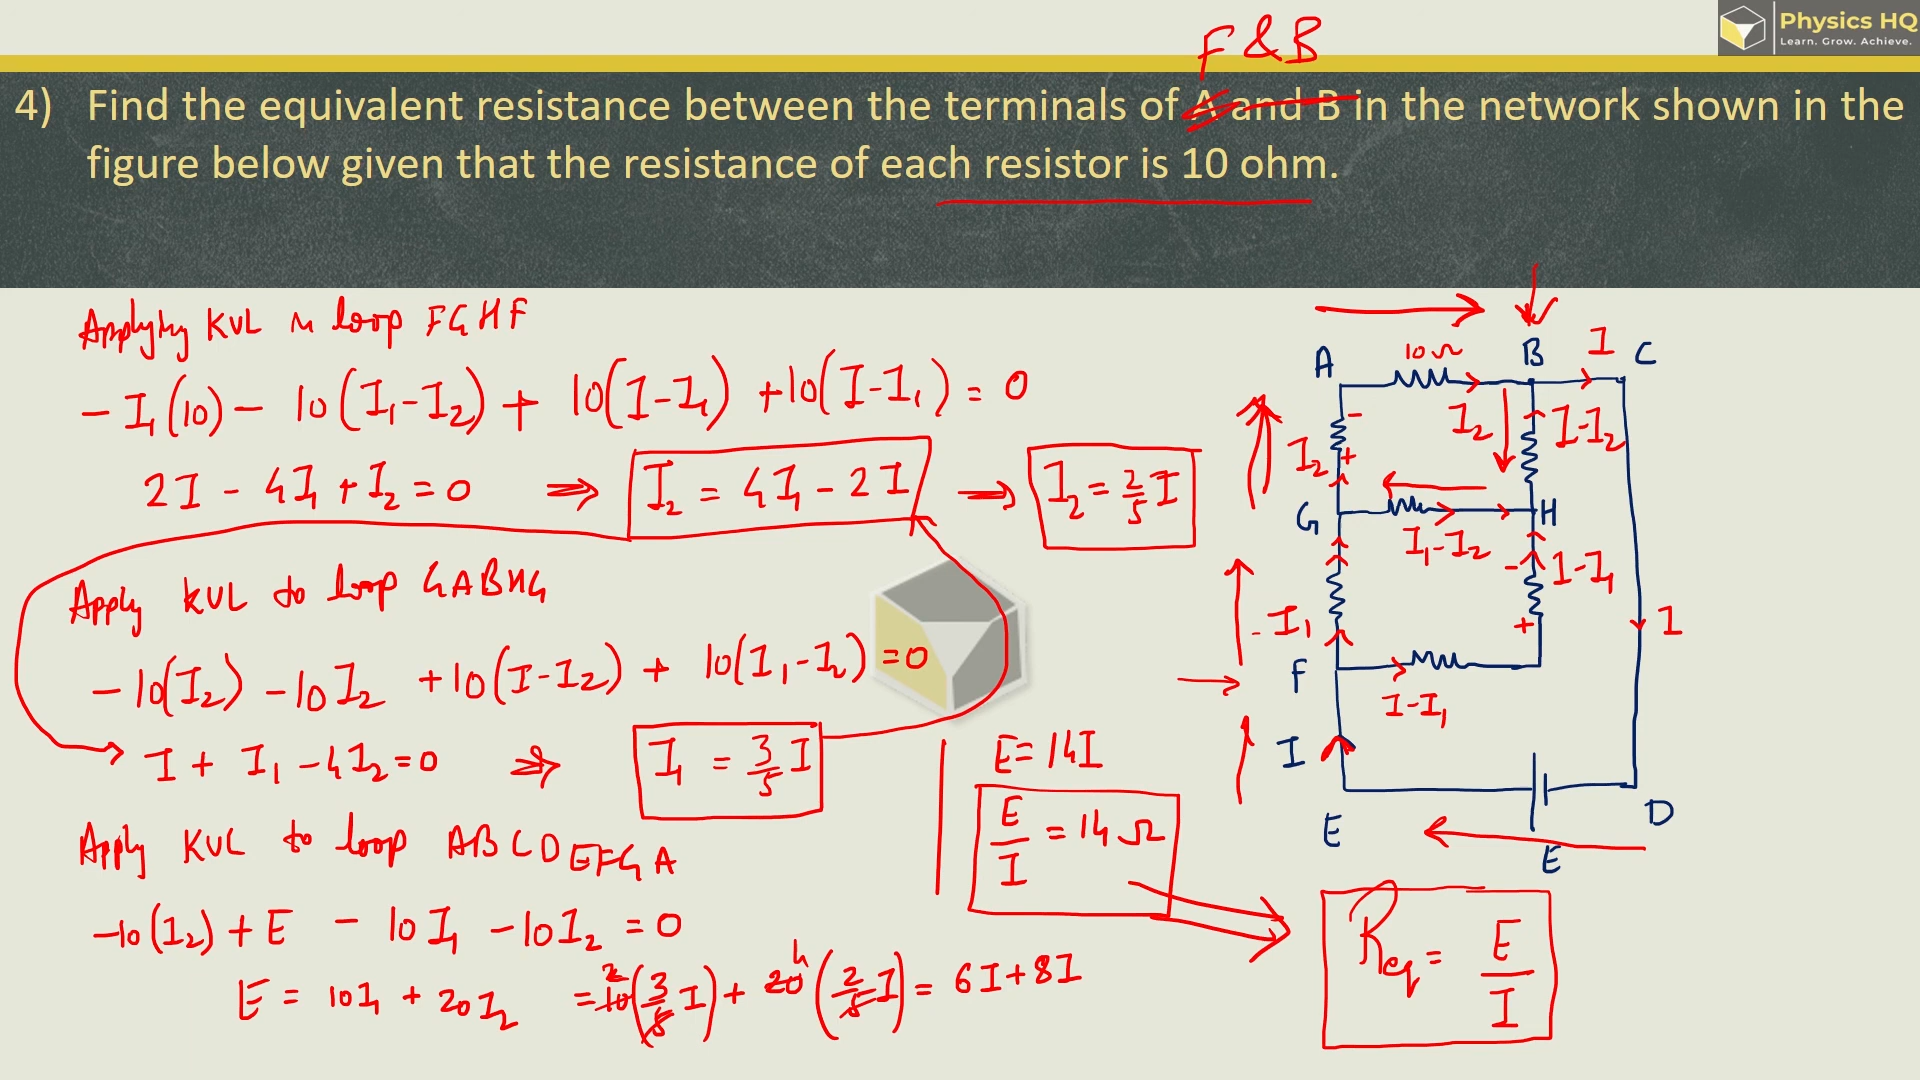 Physics HQ
Learn. Grow. Achieve.
F & B
4) Find the equivalent resistance between the terminals of A and B in the network shown in the
figure below given that the resistance of each resistor is 10 ohm.
Applying KVL in loop FGHF
- I₁(10) - 10(I₁-I₂) + 10(I-I₁) + 10(I-I₁) = 0
2I - 4I₁ + I₂ = 0 ⇒ I₂ = 4I₁ - 2I ⇒ I₂ = 2/5 I
Apply KVL to loop GABHG
- 10(I₂) - 10I₂ + 10(I-I₂) + 10(I₁-I₂) = 0
I + I₁ - 4I₂ = 0 ⇒ I₁ = 3/5 I
Apply KVL to loop ABCDEFGA
-10(I₂) + E - 10I₁ - 10I₂ = 0
E = 10I₁ + 20I₂ = 10 2 (3/5 I) + 20 4 (2/5 I) = 6I + 8I
E = 14I
E/I = 14 Ω
Req = E/I
A 10Ω B I C
I₂ I₂ I-I₂
G I₁-I₂ H
I₁ I-I₁ I
F I-I₁
I
E E D
- + - +